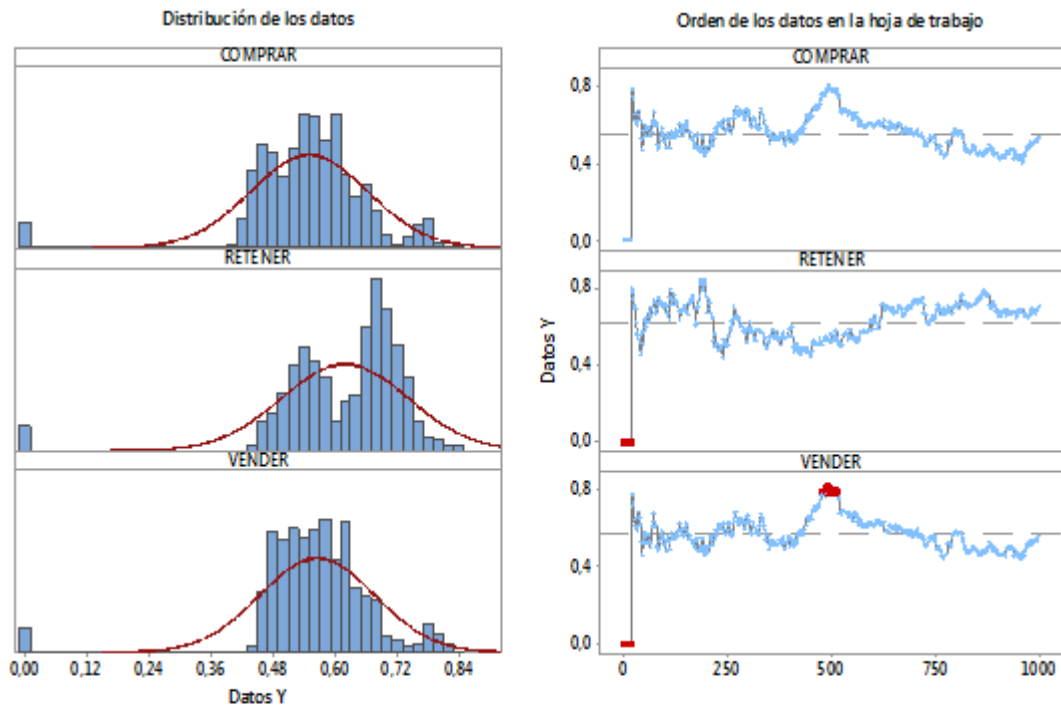 Distribución de los datos
COMPRAR
RETENER
VENDER
0,00 0,12 0,24 0,36 0,48 0,60 0,72 0,84
Datos Y
Orden de los datos en la hoja de trabajo
Datos Y
COMPRAR
0,8
0,4
0,0
RETENER
0,8
0,4
0,0
VENDER
0,8
0,4
0,0
0 250 500 750 1000